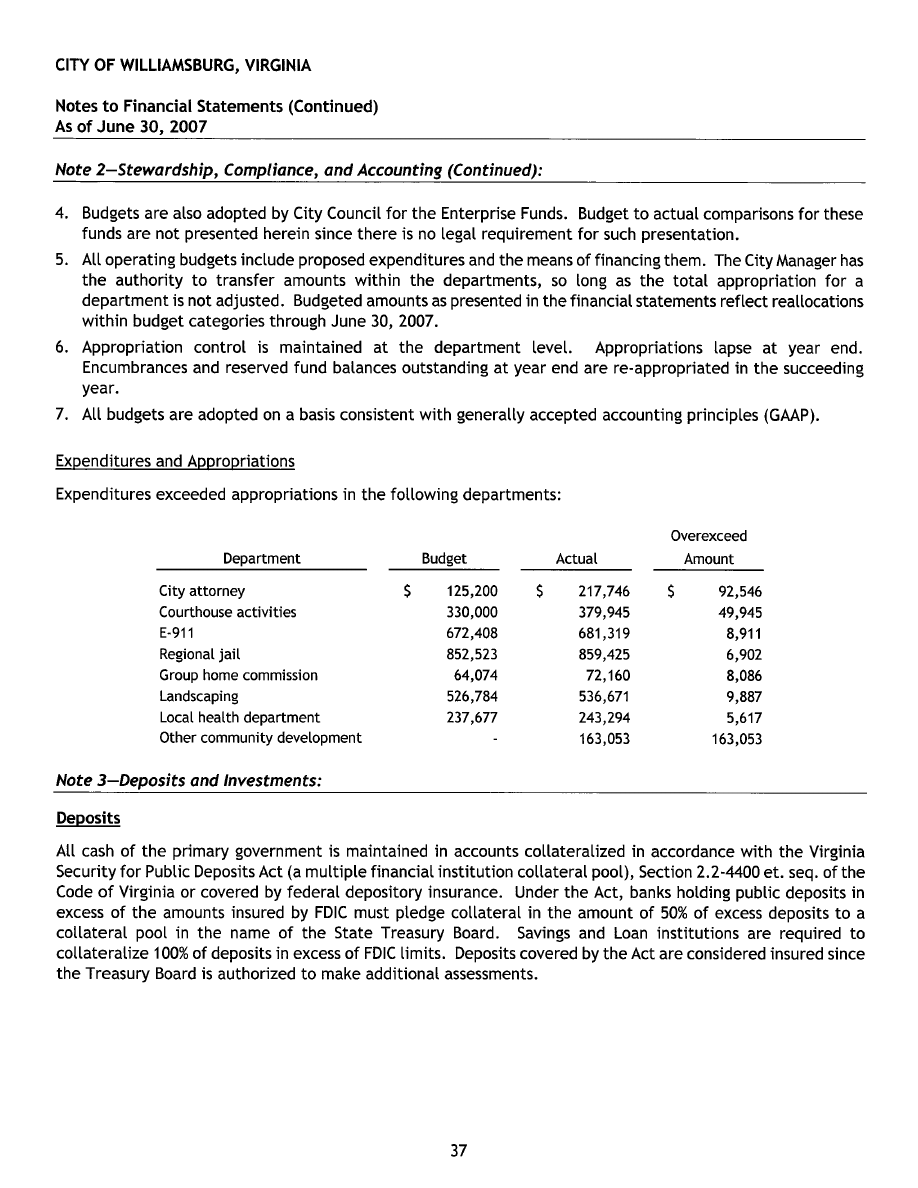 CITY OF WILLIAMSBURG, VIRGINIA
Notes to Financial Statements (Continued)
As of June 30, 2007
Note 2—Stewardship, Compliance, and Accounting (Continued):
4. Budgets are also adopted by City Council for the Enterprise Funds. Budget to actual comparisons for these
funds are not presented herein since there is no legal requirement for such presentation.
5. All operating budgets include proposed expenditures and the means of financing them. The City Manager has
the authority to transfer amounts within the departments, so long as the total appropriation for a
department is not adjusted. Budgeted amounts as presented in the financial statements reflect reallocations
within budget categories through June 30, 2007.
6. Appropriation control is maintained at the department level. Appropriations lapse at year end.
Encumbrances and reserved fund balances outstanding at year end are re-appropriated in the succeeding
year.
7. All budgets are adopted on a basis consistent with generally accepted accounting principles (GAAP).
Expenditures and Appropriations
Expenditures exceeded appropriations in the following departments:
Overexceed
Department Budget Actual Amount
City attorney $ 125,200 $ 217,746 $ 92,546
Courthouse activities 330,000 379,945 49,945
E-911 672,408 681,319 8,911
Regional jail 852,523 859,425 6,902
Group home commission 64,074 72,160 8,086
Landscaping 526,784 536,671 9,887
Local health department 237,677 243,294 5,617
Other community development - 163,053 163,053
Note 3—Deposits and Investments:
Deposits
All cash of the primary government is maintained in accounts collateralized in accordance with the Virginia
Security for Public Deposits Act (a multiple financial institution collateral pool), Section 2.2-4400 et. seq. of the
Code of Virginia or covered by federal depository insurance. Under the Act, banks holding public deposits in
excess of the amounts insured by FDIC must pledge collateral in the amount of 50% of excess deposits to a
collateral pool in the name of the State Treasury Board. Savings and Loan institutions are required to
collateralize 100% of deposits in excess of FDIC limits. Deposits covered by the Act are considered insured since
the Treasury Board is authorized to make additional assessments.
37